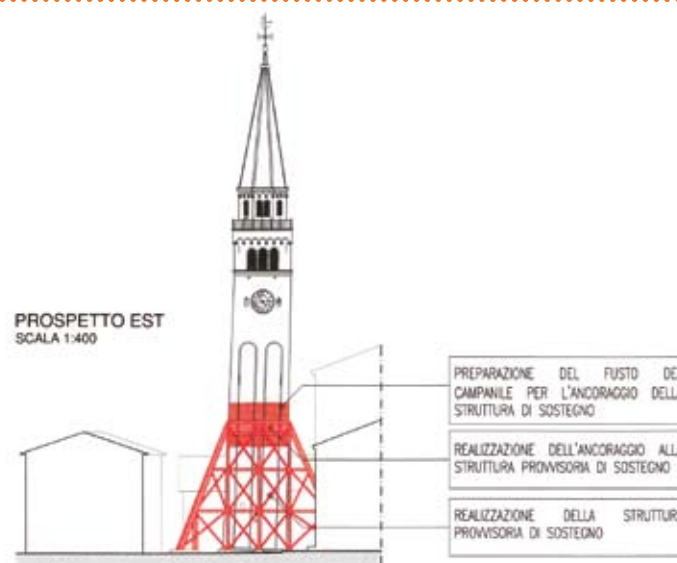 PROSPETTO EST
SCALA 1:400
PREPARAZIONE DEL FUSTO DE
CAMPANILE PER L'ANCORAGGIO DELL
STRUTTURA DI SOSTEGNO
REALIZZAZIONE DELL'ANCORAGGIO ALL
STRUTTURA PROVVISORIA DI SOSTEGNO
REALIZZAZIONE DELLA STRUTTUR
PROVVISORIA DI SOSTEGNO